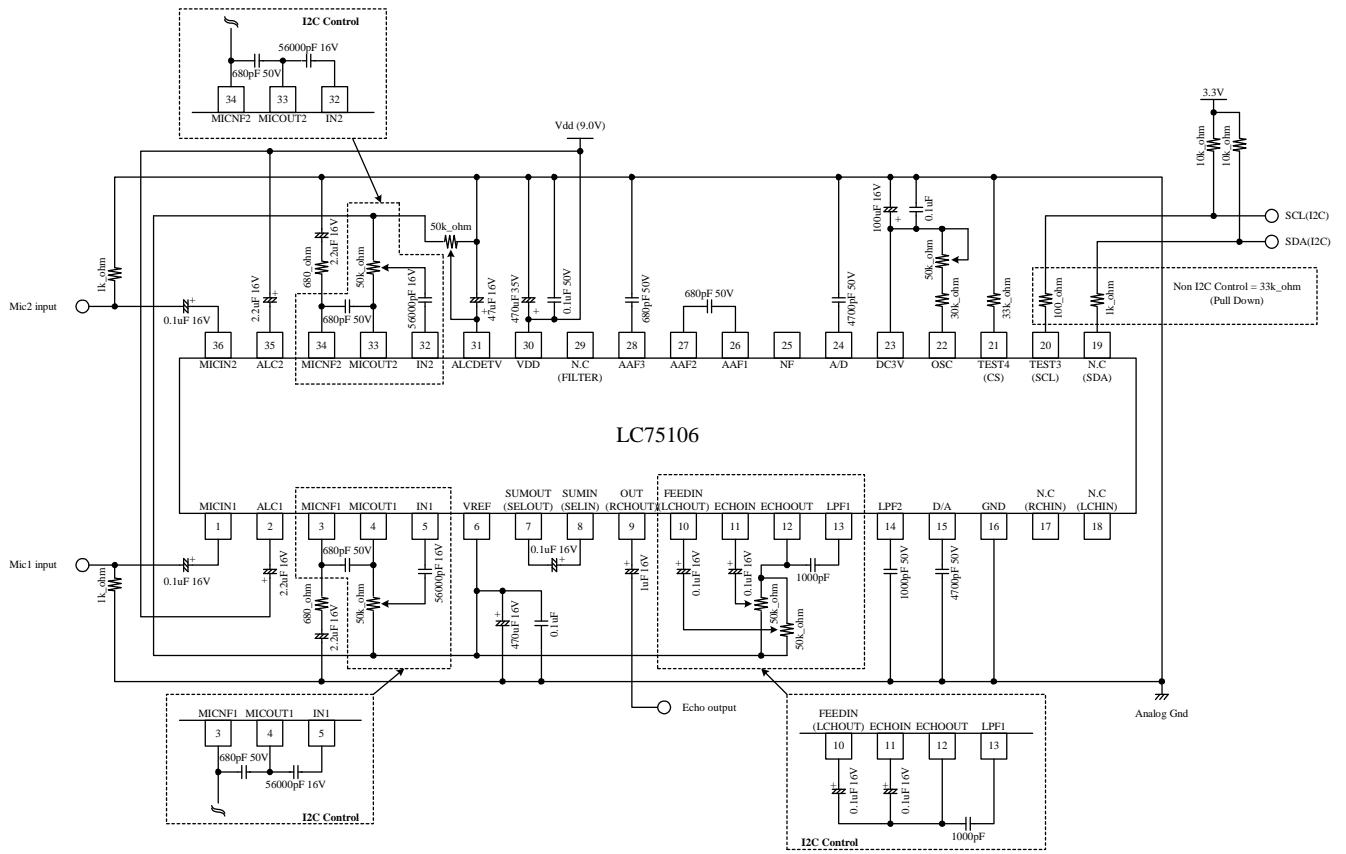 I2C Control
56000pF 16V
680pF 50V
34
33
32
MICNF2
MICOUT2
IN2
Vdd (9.0V)
3.3V
10k_ohm
10k_ohm
SCL(I2C)
SDA(I2C)
Non I2C Control = 33k_ohm
(Pull Down)
Mic2 input
1k_ohm
0.1uF 16V
2.2uF 16V
2.2uF 16V
680_ohm
50k_ohm
680pF 50V
56000pF 16V
50k_ohm
47uF 16V
470uF 35V
0.1uF 50V
680pF 50V
680pF 50V
4700pF 50V
100uF 16V
0.1uF
50k_ohm
30k_ohm
33k_ohm
100_ohm
1k_ohm
36
35
34
33
32
31
30
29
28
27
26
25
24
23
22
21
20
19
MICIN2
ALC2
MICNF2
MICOUT2
IN2
ALCDETV
VDD
N.C
(FILTER)
AAF3
AAF2
AAF1
NF
A/D
DC3V
OSC
TEST4
(CS)
TEST3
(SCL)
N.C
(SDA)
LC75106
MICIN1
ALC1
MICNF1
MICOUT1
IN1
VREF
SUMOUT
(SELOUT)
SUMIN
(SELIN)
OUT
(RCHOUT)
FEEDIN
(LCHOUT)
ECHOIN
ECHOOUT
LPF1
LPF2
D/A
GND
N.C
(RCHIN)
N.C
(LCHIN)
1
2
3
4
5
6
7
8
9
10
11
12
13
14
15
16
17
18
Mic1 input
1k_ohm
0.1uF 16V
2.2uF 16V
680pF 50V
680_ohm
2.2uF 16V
50k_ohm
56000pF 16V
470uF 16V
0.1uF
0.1uF 16V
1uF 16V
0.1uF 16V
0.1uF 16V
1000pF
50k_ohm
50k_ohm
1000pF 50V
4700pF 50V
Echo output
Analog Gnd
MICNF1
MICOUT1
IN1
3
4
5
680pF 50V
56000pF 16V
I2C Control
FEEDIN
(LCHOUT)
ECHOIN
ECHOOUT
LPF1
10
11
12
13
0.1uF 16V
0.1uF 16V
1000pF
I2C Control